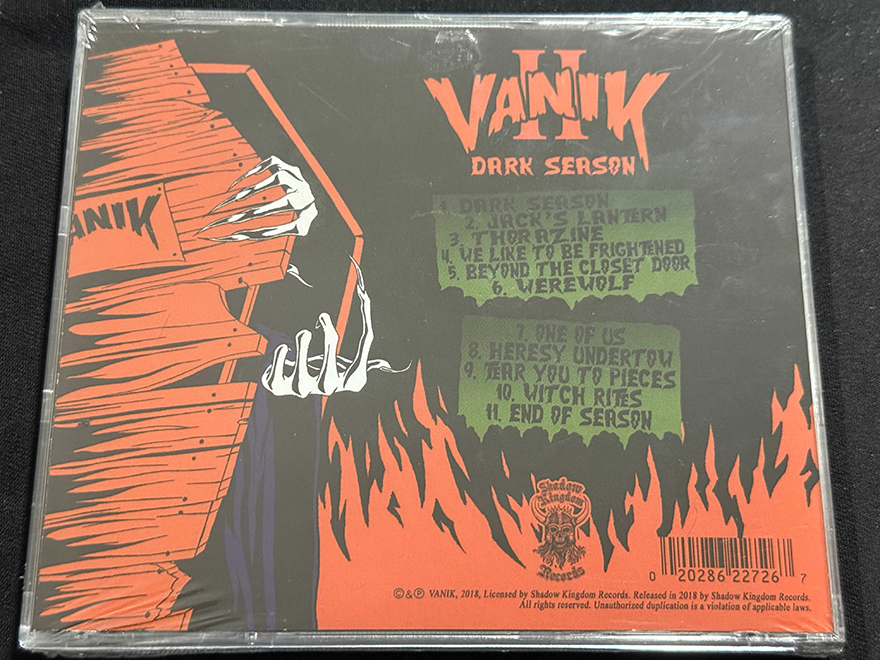 II
VANIK
DARK SEASON
ANIK
1. DARK SEASON
2. JACK'S LANTERN
3. THORAZINE
4. WE LIKE TO BE FRIGHTENED
5. BEYOND THE CLOSET DOOR
6. WEREWOLF
7. ONE OF US
8. HERESY UNDERTOW
9. TEAR YOU TO PIECES
10. WITCH RITES
11. END OF SEASON
Shadow
Kingdom
Records
0 20286 22726 7
©&℗ VANIK, 2018, Licensed by Shadow Kingdom Records. Released in 2018 by Shadow Kingdom Records.
All rights reserved. Unauthorized duplication is a violation of applicable laws.